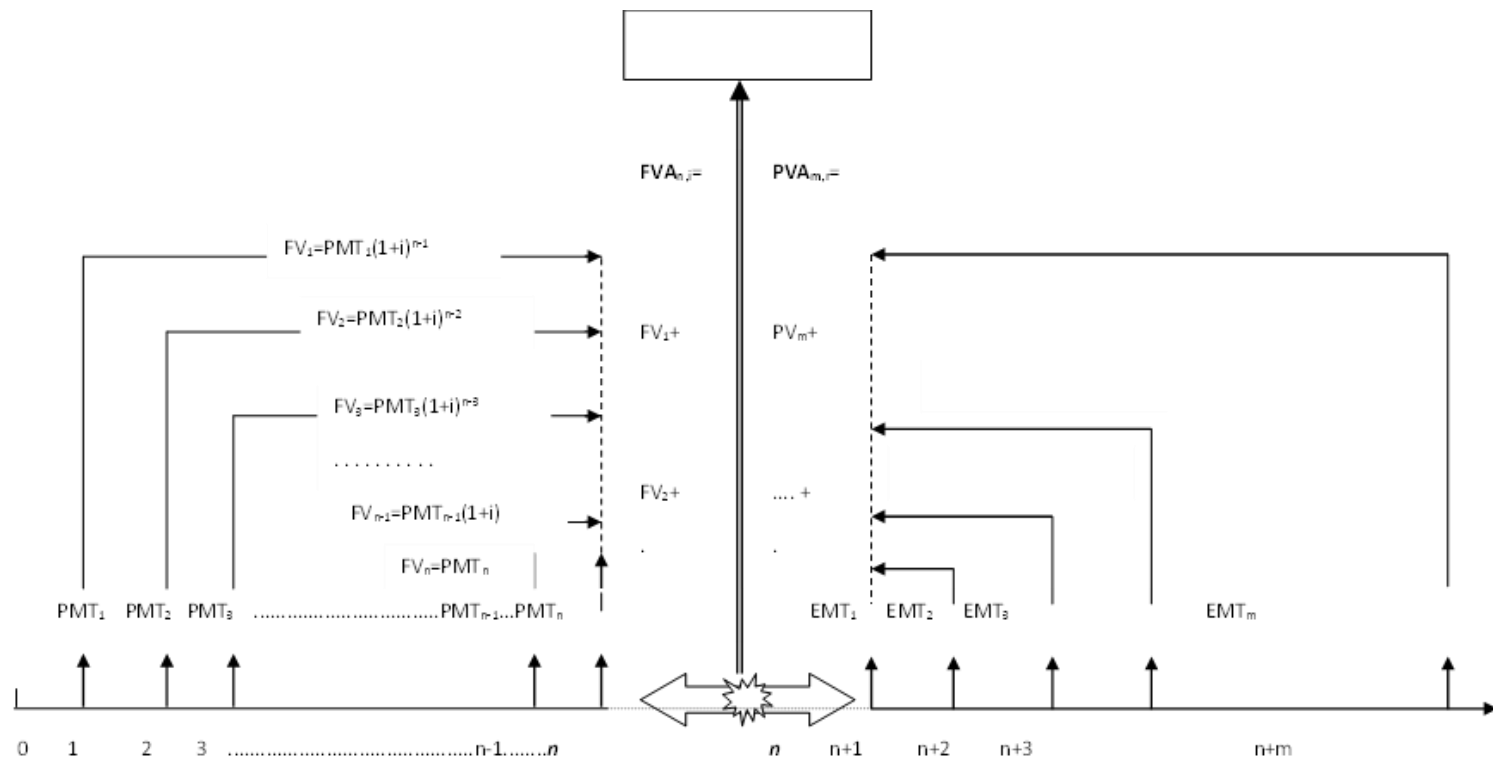 FVAₙ,ᵢ= PVAₘ,ᵣ=
FV₁=PMT₁(1+i)ⁿ⁻¹
FV₂=PMT₂(1+i)ⁿ⁻² FV₁+ PVₘ+
FV₃=PMT₃(1+i)ⁿ⁻³
. . . . . . . . . .
FV₂+ .... +
FVₙ₋₁=PMTₙ₋₁(1+i)
. .
FVₙ=PMTₙ
PMT₁ PMT₂ PMT₃ ......................................PMTₙ₋₁...PMTₙ EMT₁ EMT₂ EMT₃ EMTₘ
0 1 2 3 ..........................................n-1........n n n+1 n+2 n+3 n+m